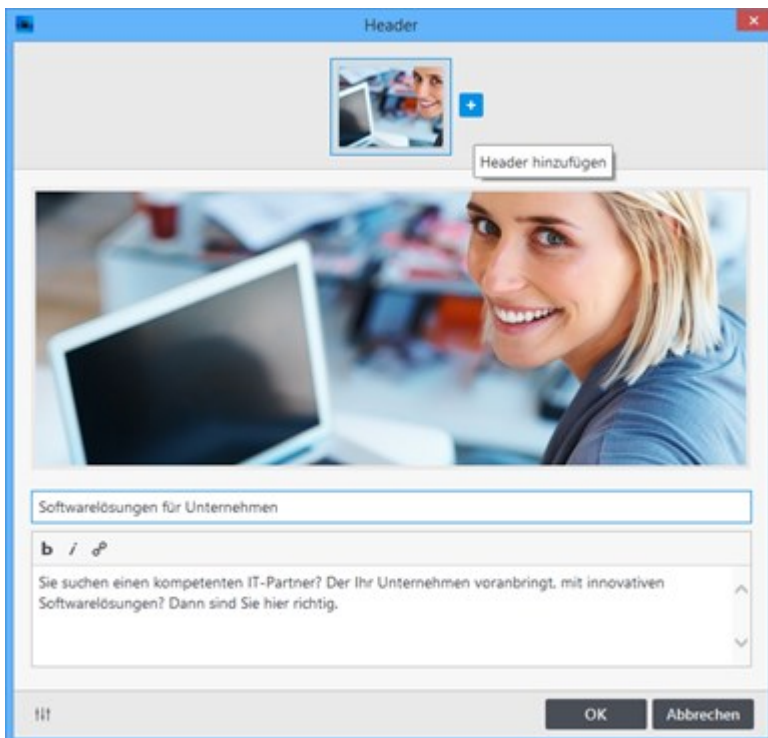 Header
Header hinzufügen
Softwarelösungen für Unternehmen
b i
Sie suchen einen kompetenten IT-Partner? Der Ihr Unternehmen voranbringt, mit innovativen
Softwarelösungen? Dann sind Sie hier richtig.
OK Abbrechen